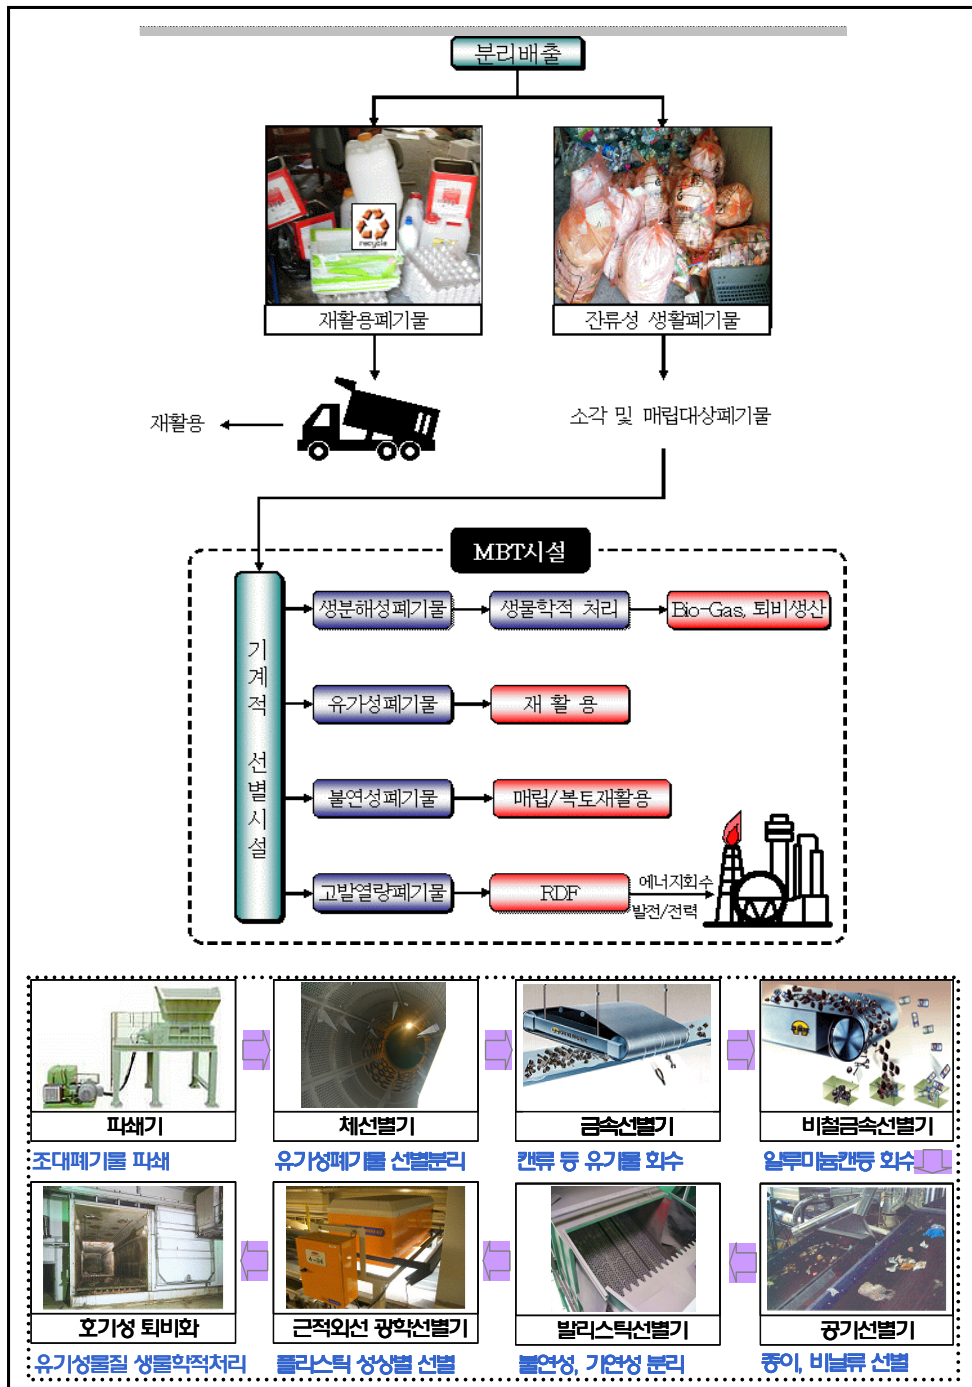 분리배출
recycle
재활용폐기물
잔류성 생활폐기물
재활용
소각 및 매립대상폐기물
MBT시설
기계적 선별시설
생분해성폐기물
생물학적 처리
Bio-Gas, 퇴비생산
유가성폐기물
재 활 용
불연성폐기물
매립/복토재활용
고발열량폐기물
RDF
에너지회수
발전/전력
파쇄기
체선별기
금속선별기
비철금속선별기
조대폐기물 파쇄
유가성폐기물 선별분리
캔류 등 유기물 회수
알루미늄캔등 회수
호기성 퇴비화
근적외선 광학선별기
발리스틱선별기
공기선별기
유기성물질 생물학적처리
플라스틱 성상별 선별
불연성, 가연성 분리
종이, 비닐류 선별